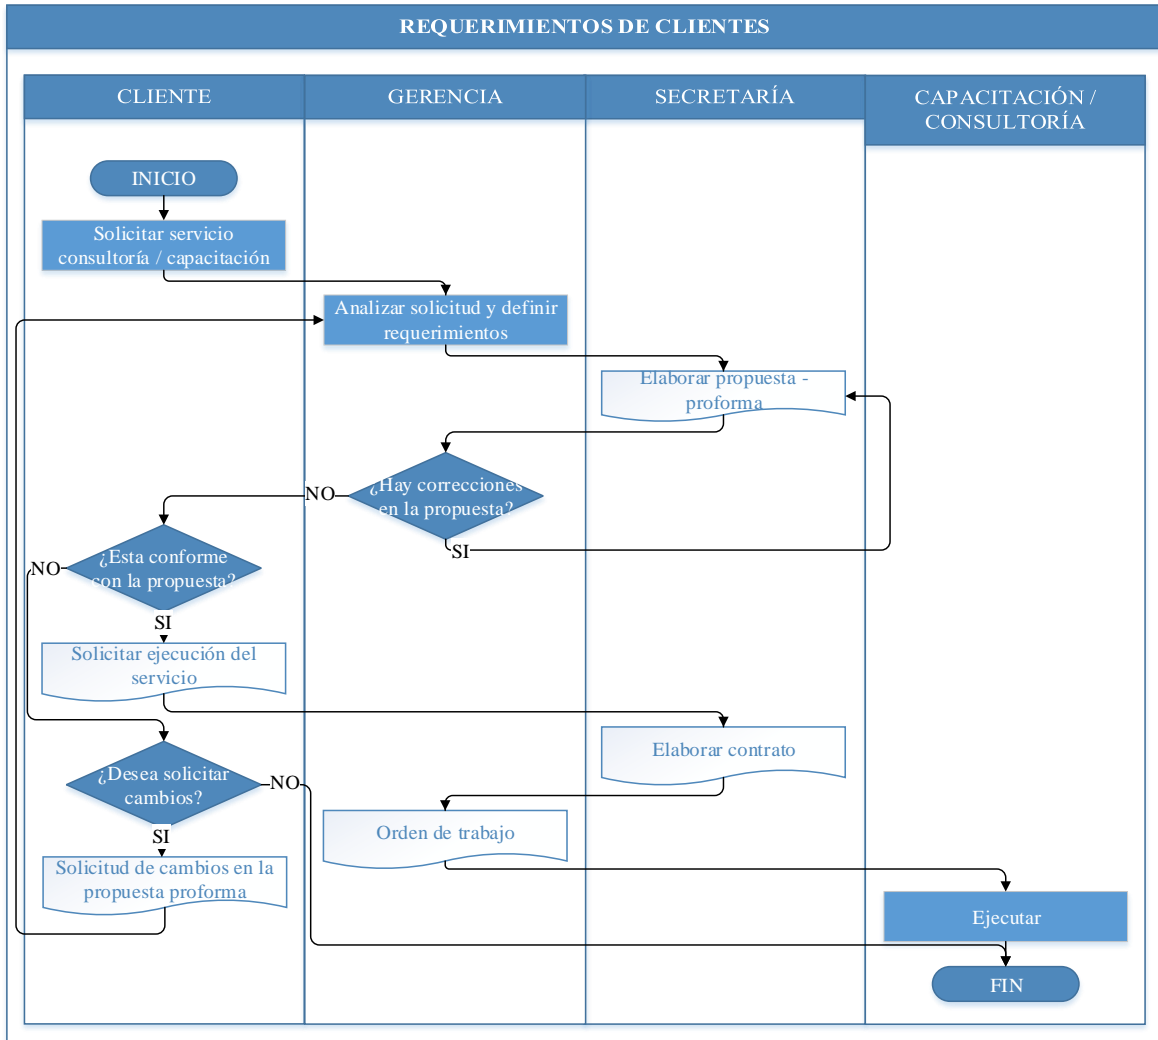 REQUERIMIENTOS DE CLIENTES
CLIENTE
GERENCIA
SECRETARÍA
CAPACITACIÓN /
CONSULTORÍA
INICIO
Solicitar servicio
consultoría / capacitación
Analizar solicitud y definir
requerimientos
Elaborar propuesta -
proforma
¿Hay correcciones
en la propuesta?
NO
SI
¿Esta conforme
con la propuesta?
NO
SI
Solicitar ejecución del
servicio
Elaborar contrato
¿Desea solicitar
cambios?
NO
SI
Orden de trabajo
Solicitud de cambios en la
propuesta proforma
Ejecutar
FIN